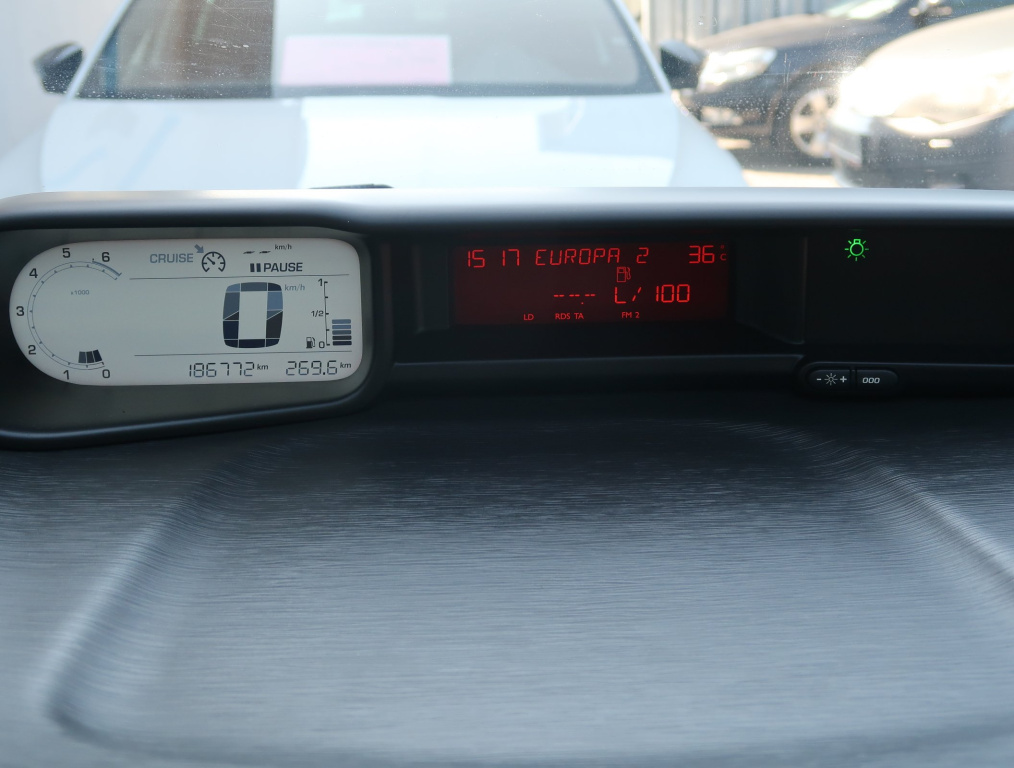 CRUISE -- km/h
PAUSE
6
5
4
3
2
1
0
x1000
0 km/h
1
1/2
0
186772 km 269.6 km
15 17 EUROPA 2 36 °C
--.- L/100
LD RDS TA FM 2
- +
000